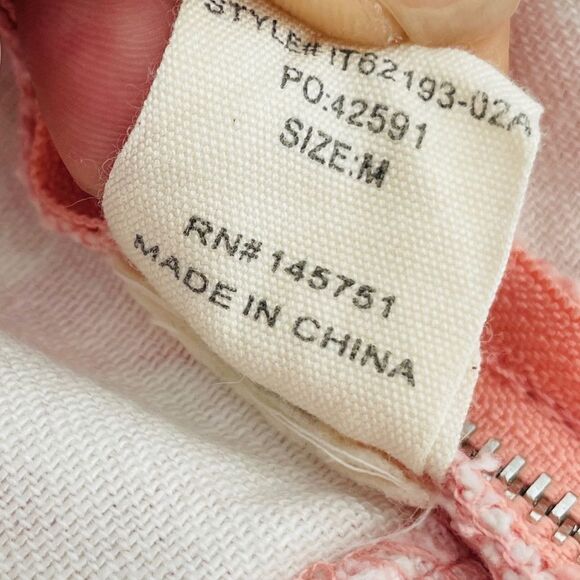 STYLE# IT62193-02A
PO:42591
SIZE:M
RN# 145751
MADE IN CHINA